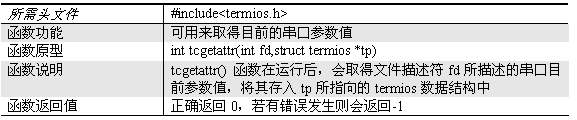 所需头文件 #include<termios.h>
函数功能 可用来取得目前的串口参数值
函数原型 int tcgetattr(int fd,struct termios *tp)
函数说明 tcgetattr() 函数在运行后，会取得文件描述符 fd 所描述的串口目
前参数值，将其存入 tp 所指向的 termios 数据结构中
函数返回值 正确返回 0，若有错误发生则会返回-1